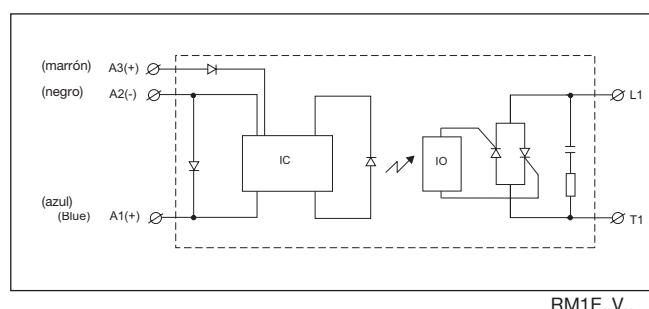 (marrón) A3(+)
(negro) A2(-)
L1
IC
IO
(azul)
(Blue) A1(+)
T1
RM1E. V..